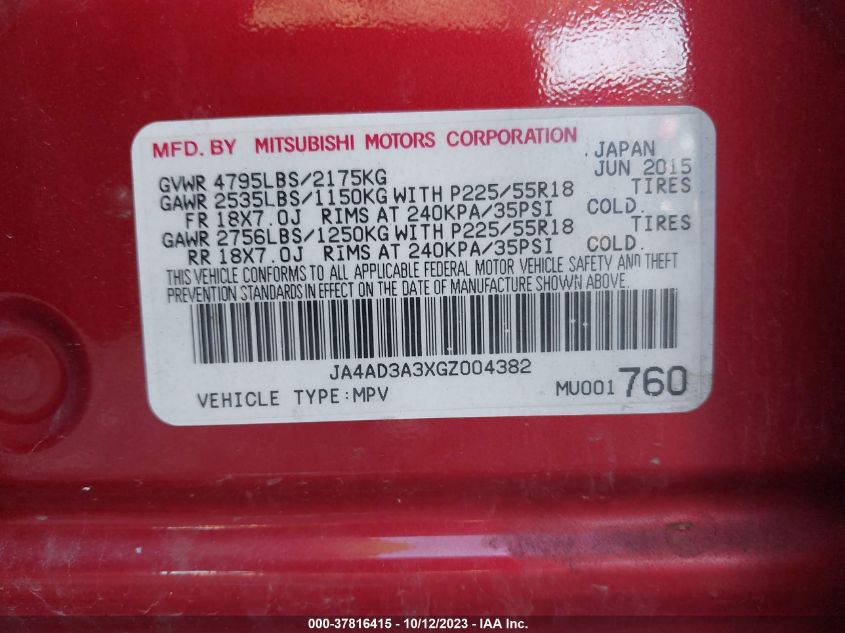 MFD. BY MITSUBISHI MOTORS CORPORATION JAPAN
GVWR 4795LBS/2175KG JUN 2015
GAWR 2535LBS/1150KG WITH P225/55R18 TIRES
FR 18X7.0J RIMS AT 240KPA/35PSI COLD.
GAWR 2756LBS/1250KG WITH P225/55R18 TIRES
RR 18X7.0J RIMS AT 240KPA/35PSI COLD.
THIS VEHICLE CONFORMS TO ALL APPLICABLE FEDERAL MOTOR VEHICLE SAFETY AND THEFT
PREVENTION STANDARDS IN EFFECT ON THE DATE OF MANUFACTURE SHOWN ABOVE.
JA4AD3A3XGZ004382
VEHICLE TYPE:MPV MU001 760
000-37816415 - 10/12/2023 - IAAI Inc.